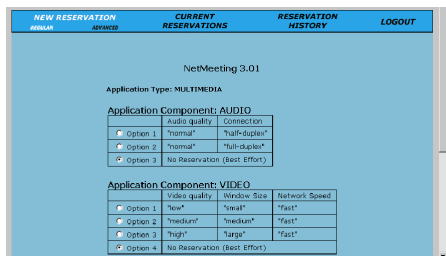 NEW RESERVATION
REGULAR ADVANCED
CURRENT RESERVATIONS
RESERVATION HISTORY
LOGOUT
NetMeeting 3.01
Application Type: MULTIMEDIA
Application Component: AUDIO
Audio quality Connection
Option 1 "normal" "half-duplex"
Option 2 "normal" "full-duplex"
Option 3 No Reservation (Best Effort)
Application Component: VIDEO
Video quality Window Size Network Speed
Option 1 "low" "small" "fast"
Option 2 "medium" "medium" "fast"
Option 3 "high" "large" "fast"
Option 4 No Reservation (Best Effort)